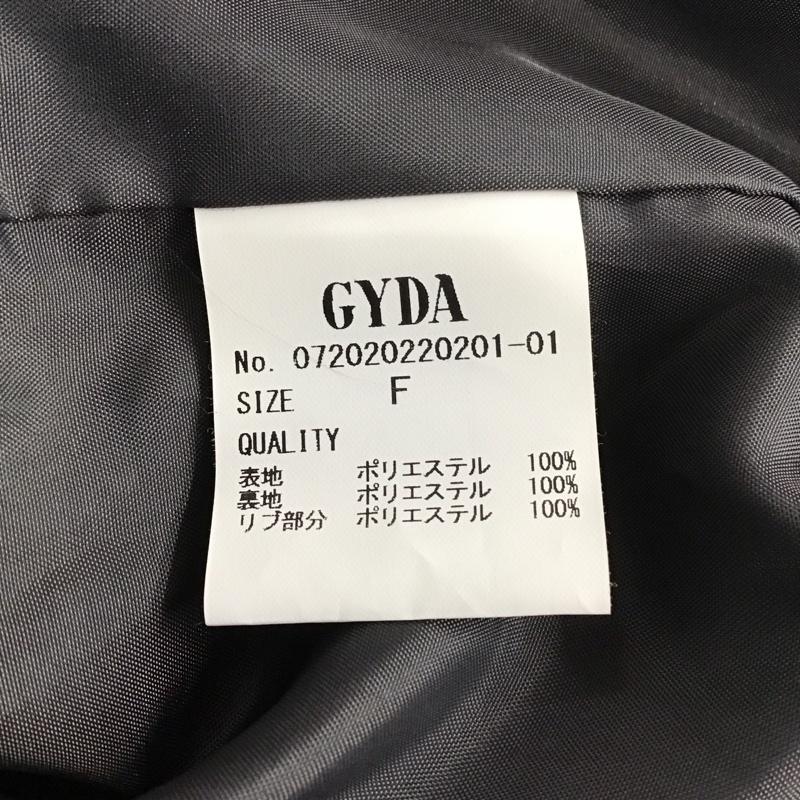 GYDA
No. 072020220201-01
SIZE F
QUALITY
表地 ポリエステル 100%
裏地 ポリエステル 100%
リブ部分 ポリエステル 100%